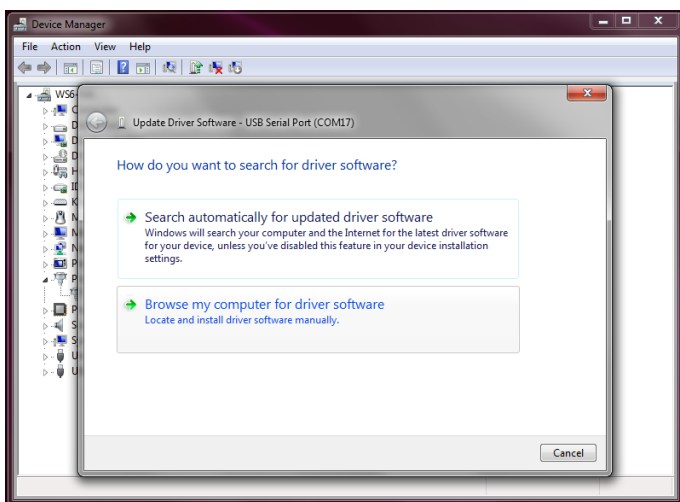 Device Manager
File Action View Help
WS6-
Update Driver Software - USB Serial Port (COM17)
How do you want to search for driver software?
Search automatically for updated driver software
Windows will search your computer and the Internet for the latest driver software
for your device, unless you've disabled this feature in your device installation
settings.
Browse my computer for driver software
Locate and install driver software manually.
Cancel